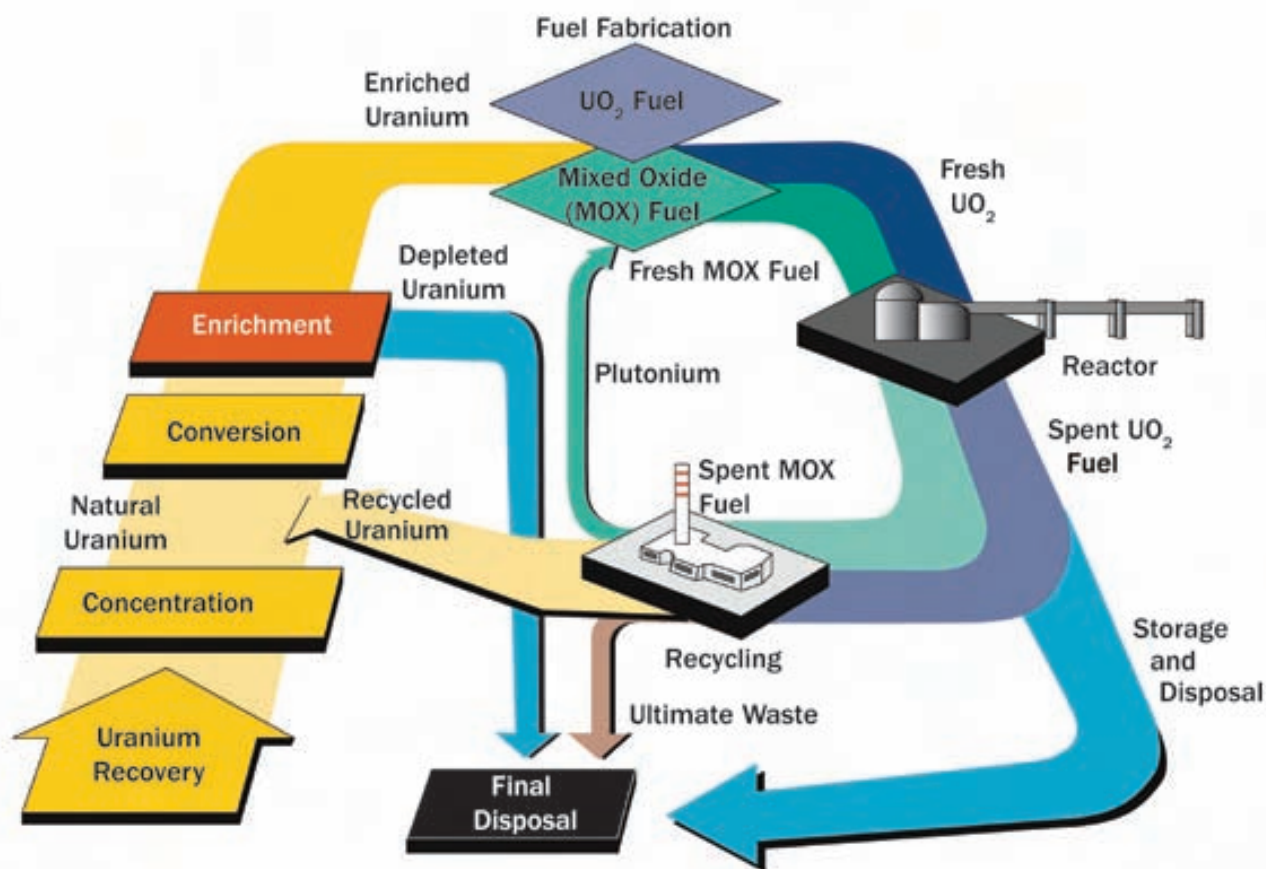 Fuel Fabrication
Enriched
Uranium
UO₂ Fuel
Mixed Oxide
(MOX) Fuel
Fresh
UO₂
Depleted
Uranium
Fresh MOX Fuel
Enrichment
Plutonium
Reactor
Conversion
Spent UO₂
Fuel
Spent MOX
Fuel
Natural
Uranium
Recycled
Uranium
Concentration
Storage
and
Disposal
Recycling
Ultimate Waste
Uranium
Recovery
Final
Disposal